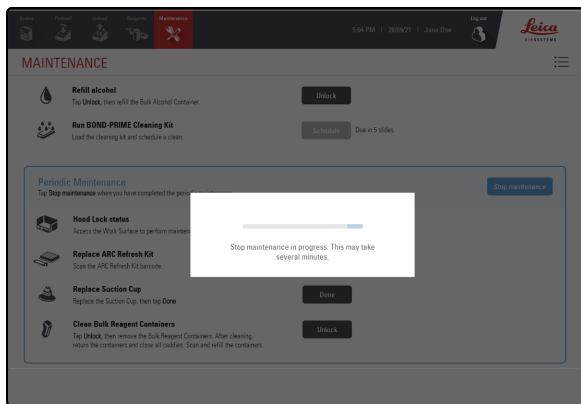 Status Preload Unload Reagents Maintenance
5:04 PM | 28/09/21 | Jane Doe
Log out
Leica
BIOSYSTEMS
MAINTENANCE
Refill alcohol
Tap Unlock, then refill the Bulk Alcohol Container.
Unlock
Run BOND-PRIME Cleaning Kit
Load the cleaning kit and schedule a clean.
Schedule Due in 5 slides
Periodic Maintenance
Tap Stop maintenance when you have completed the
Stop maintenance
Hood Lock status
Access the Work Surface to perform
Replace ARC Refresh Kit
Scan the ARC Refresh Kit barcode.
Stop maintenance in progress. This may take
several minutes.
Replace Suction Cup
Replace the Suction Cup, then tap Done
Done
Clean Bulk Reagent Containers
Tap Unlock, then remove the Bulk Reagent Containers. After cleaning,
return the containers and close all caddies. Scan and refill the containers.
Unlock